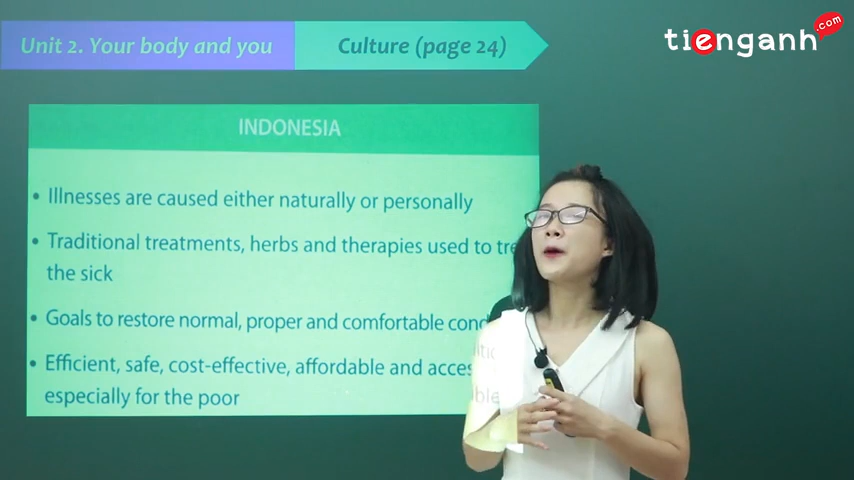 Unit 2. Your body and you
Culture (page 24)
tienganh.com
INDONESIA
• Illnesses are caused either naturally or personally
• Traditional treatments, herbs and therapies used to tre
the sick
• Goals to restore normal, proper and comfortable cond
• Efficient, safe, cost-effective, affordable and acces
especially for the poor